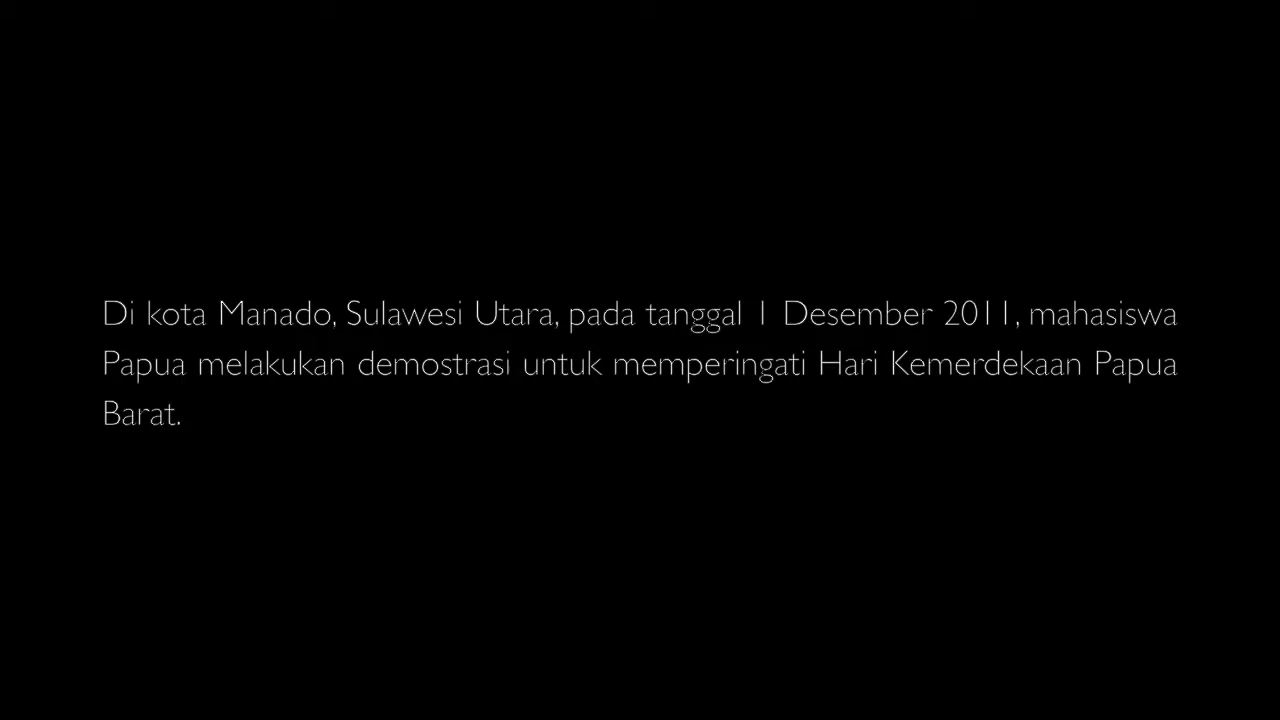 Di kota Manado, Sulawesi Utara, pada tanggal 1 Desember 2011, mahasiswa
Papua melakukan demostrasi untuk memperingati Hari Kemerdekaan Papua
Barat.